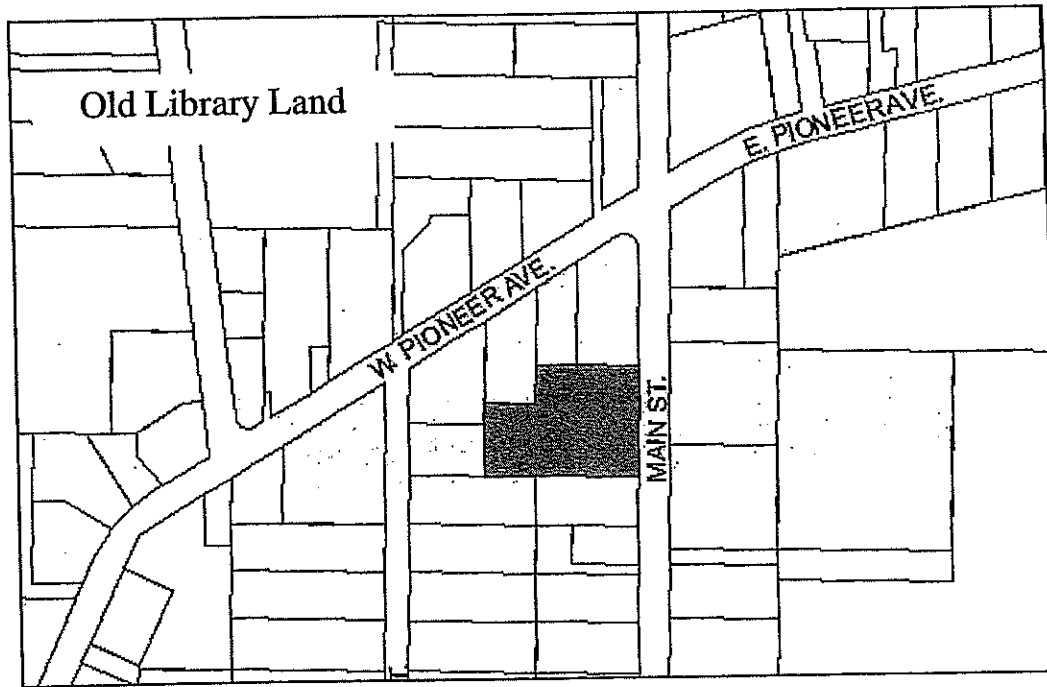 Old Library Land
E. PIONEER AVE.
W. PIONEER AVE.
MAIN ST.